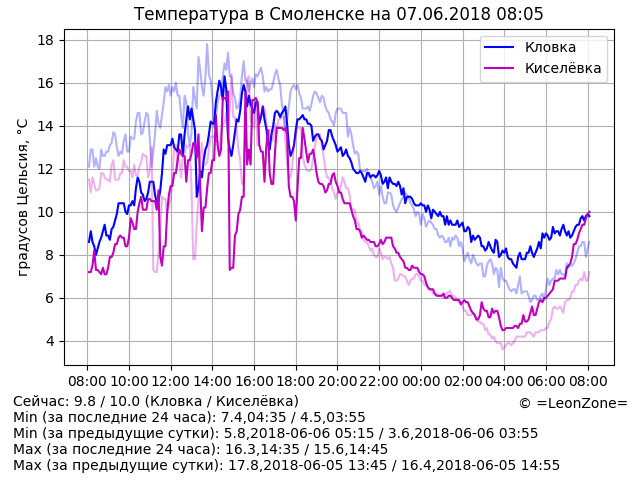 Температура в Смоленске на 07.06.2018 08:05
Кловка
Киселёвка
градусов Цельсия, °C
18
16
14
12
10
8
6
4
08:00 10:00 12:00 14:00 16:00 18:00 20:00 22:00 00:00 02:00 04:00 06:00 08:00
Сейчас: 9.8 / 10.0 (Кловка / Киселёвка)
© =LeonZone=
Min (за последние 24 часа): 7.4,04:35 / 4.5,03:55
Min (за предыдущие сутки): 5.8,2018-06-06 05:15 / 3.6,2018-06-06 03:55
Max (за последние 24 часа): 16.3,14:35 / 15.6,14:45
Max (за предыдущие сутки): 17.8,2018-06-05 13:45 / 16.4,2018-06-05 14:55